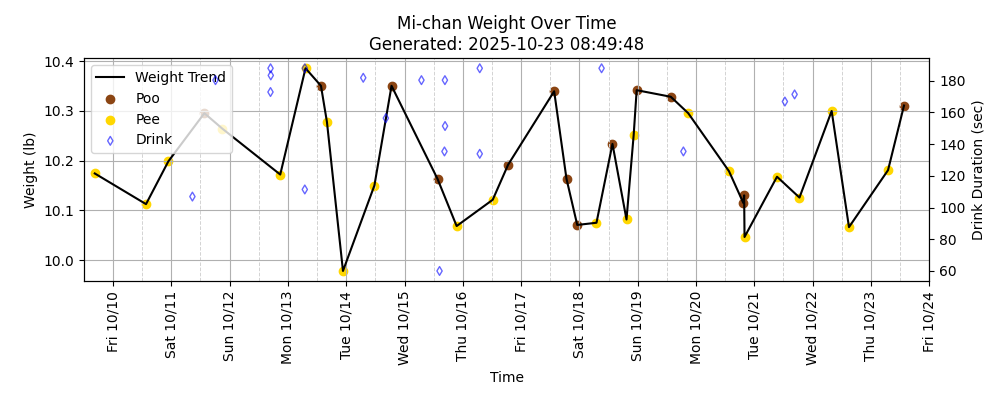 Mi-chan Weight Over Time
Generated: 2025-10-23 08:49:48
Weight (lb)
10.4
10.3
10.2
10.1
10.0
Weight Trend
Poo
Pee
Drink
180
160
140
120
100
80
60
Drink Duration (sec)
Fri 10/10
Sat 10/11
Sun 10/12
Mon 10/13
Tue 10/14
Wed 10/15
Thu 10/16
Fri 10/17
Sat 10/18
Sun 10/19
Mon 10/20
Tue 10/21
Wed 10/22
Thu 10/23
Fri 10/24
Time